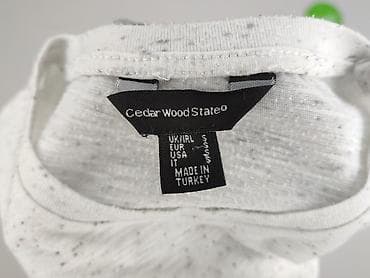 Cedar Wood State®
UK/IRL S
EUR S
USA S
IT S
MADE IN
TURKEY